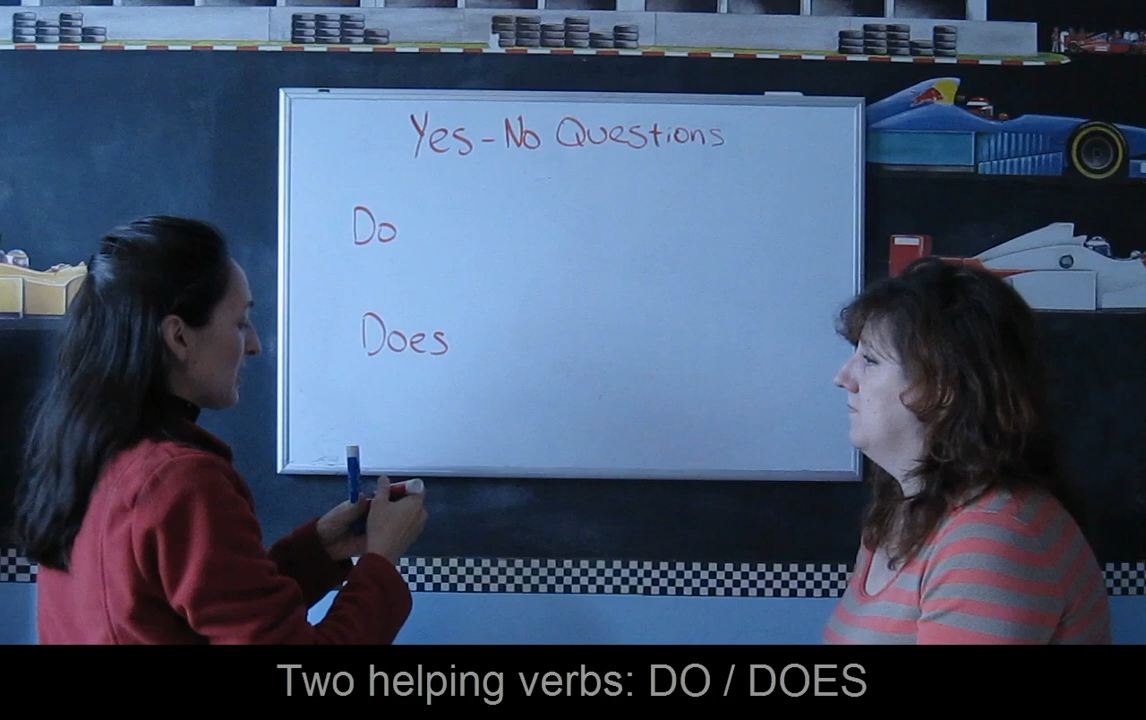 Yes-No Questions
Do
Does
Two helping verbs: DO / DOES